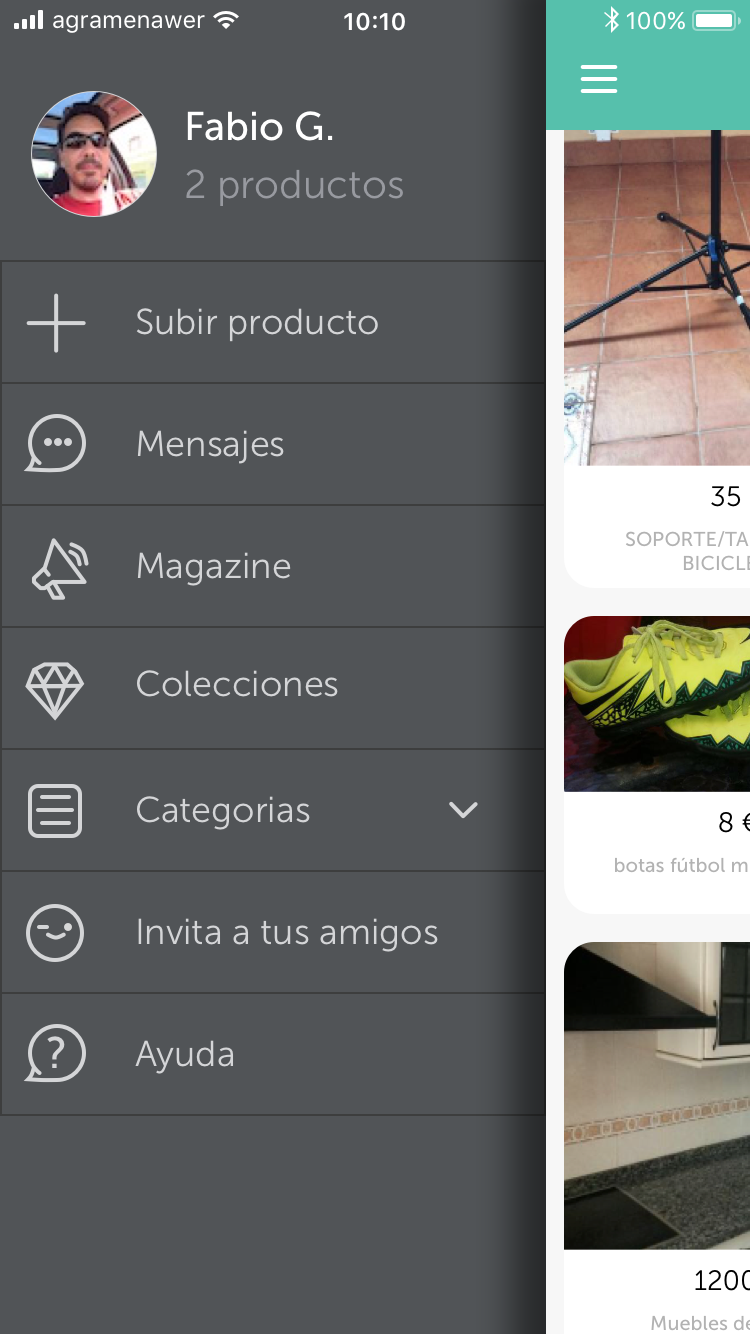 agramenawer 10:10 100%
Fabio G.
2 productos
Subir producto
Mensajes
Magazine
Colecciones
Categorias
Invita a tus amigos
Ayuda
35
SOPORTE/TA
BICICLE
8 €
botas fútbol m
1200
Muebles de